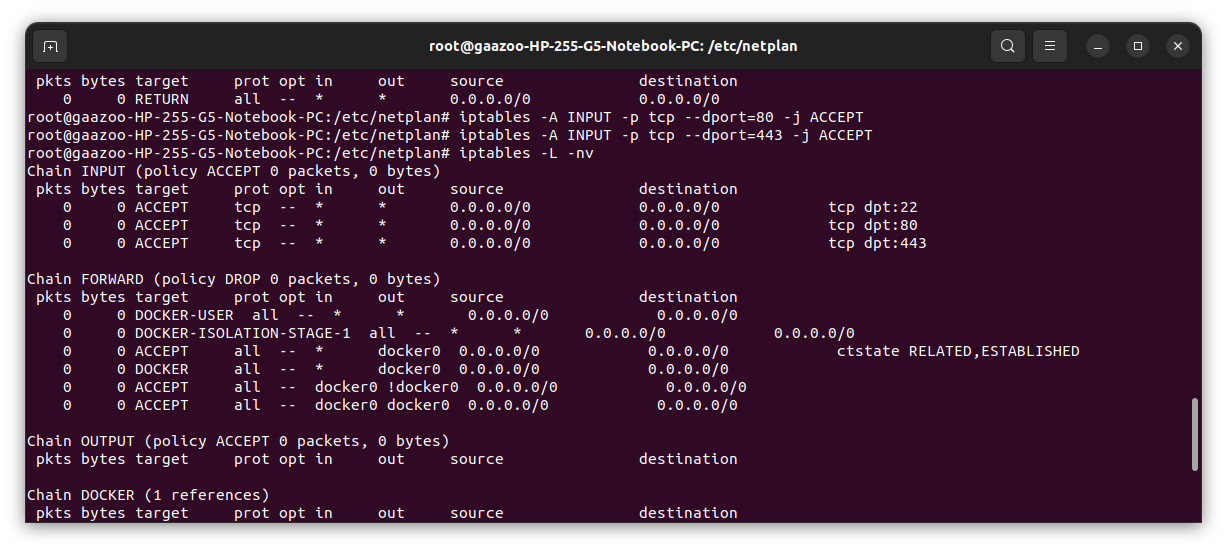 root@gaazoo-HP-255-G5-Notebook-PC: /etc/netplan
 pkts bytes target     prot opt in     out     source               destination
    0     0 RETURN     all  --  *      *       0.0.0.0/0            0.0.0.0/0
root@gaazoo-HP-255-G5-Notebook-PC:/etc/netplan# iptables -A INPUT -p tcp --dport=80 -j ACCEPT
root@gaazoo-HP-255-G5-Notebook-PC:/etc/netplan# iptables -A INPUT -p tcp --dport=443 -j ACCEPT
root@gaazoo-HP-255-G5-Notebook-PC:/etc/netplan# iptables -L -nv
Chain INPUT (policy ACCEPT 0 packets, 0 bytes)
 pkts bytes target     prot opt in     out     source               destination
    0     0 ACCEPT     tcp  --  *      *       0.0.0.0/0            0.0.0.0/0            tcp dpt:22
    0     0 ACCEPT     tcp  --  *      *       0.0.0.0/0            0.0.0.0/0            tcp dpt:80
    0     0 ACCEPT     tcp  --  *      *       0.0.0.0/0            0.0.0.0/0            tcp dpt:443

Chain FORWARD (policy DROP 0 packets, 0 bytes)
 pkts bytes target     prot opt in     out     source               destination
    0     0 DOCKER-USER  all  --  *      *       0.0.0.0/0            0.0.0.0/0
    0     0 DOCKER-ISOLATION-STAGE-1  all  --  *      *       0.0.0.0/0            0.0.0.0/0
    0     0 ACCEPT     all  --  *      docker0  0.0.0.0/0            0.0.0.0/0            ctstate RELATED,ESTABLISHED
    0     0 DOCKER     all  --  *      docker0  0.0.0.0/0            0.0.0.0/0
    0     0 ACCEPT     all  --  docker0 !docker0  0.0.0.0/0            0.0.0.0/0
    0     0 ACCEPT     all  --  docker0 docker0  0.0.0.0/0            0.0.0.0/0

Chain OUTPUT (policy ACCEPT 0 packets, 0 bytes)
 pkts bytes target     prot opt in     out     source               destination

Chain DOCKER (1 references)
 pkts bytes target     prot opt in     out     source               destination